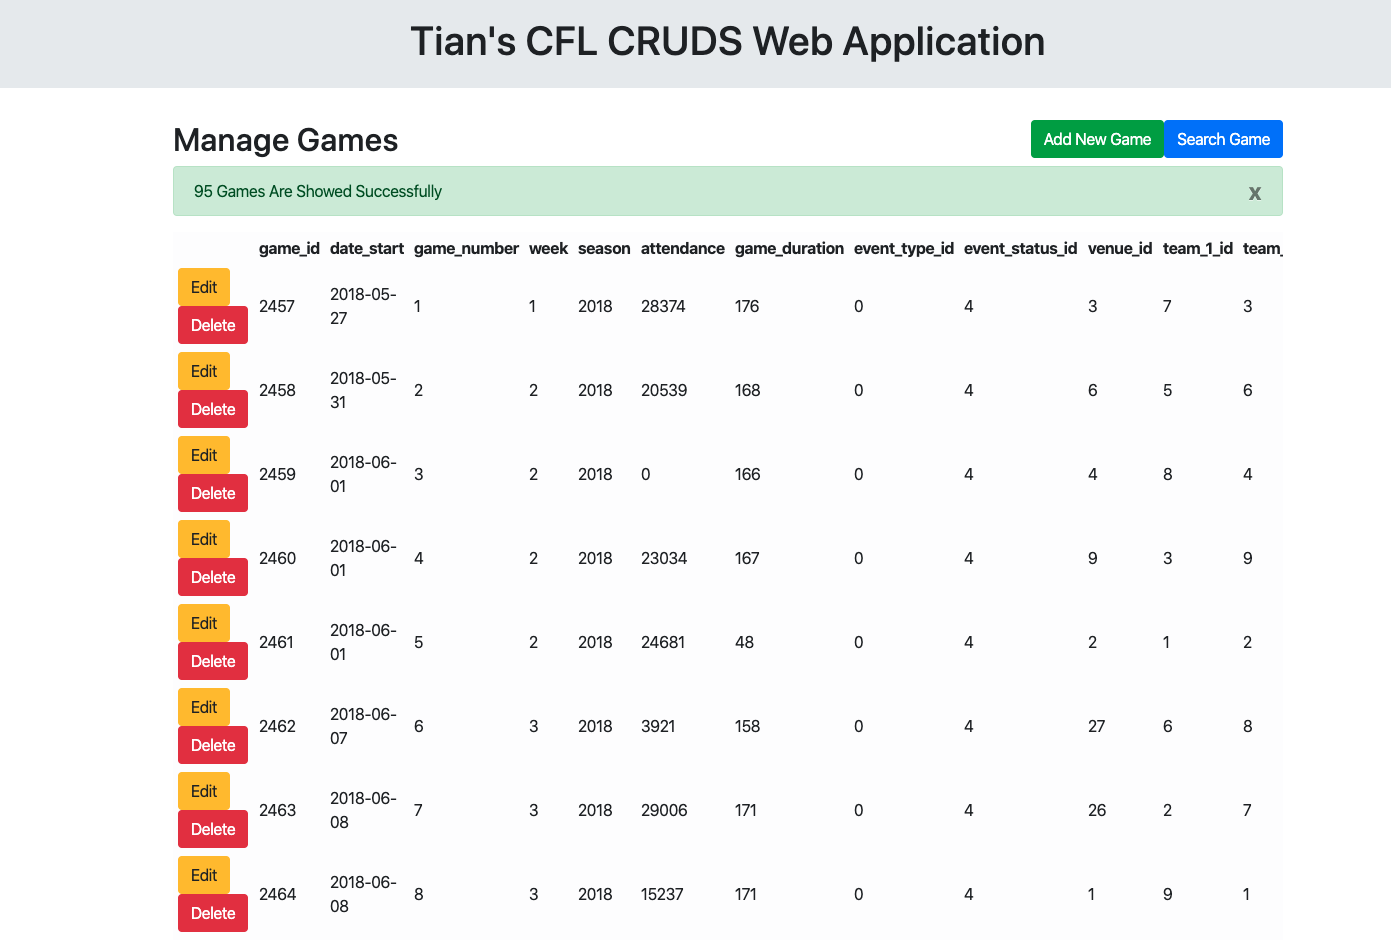 Tian's CFL CRUDS Web Application
Manage Games
Add New Game Search Game
95 Games Are Showed Successfully x
game_id date_start game_number week season attendance game_duration event_type_id event_status_id venue_id team_1_id team_
Edit
Delete
2457 2018-05-27 1 1 2018 28374 176 0 4 3 7 3
Edit
Delete
2458 2018-05-31 2 2 2018 20539 168 0 4 6 5 6
Edit
Delete
2459 2018-06-01 3 2 2018 0 166 0 4 4 8 4
Edit
Delete
2460 2018-06-01 4 2 2018 23034 167 0 4 9 3 9
Edit
Delete
2461 2018-06-01 5 2 2018 24681 48 0 4 2 1 2
Edit
Delete
2462 2018-06-07 6 3 2018 3921 158 0 4 27 6 8
Edit
Delete
2463 2018-06-08 7 3 2018 29006 171 0 4 26 2 7
Edit
Delete
2464 2018-06-08 8 3 2018 15237 171 0 4 1 9 1